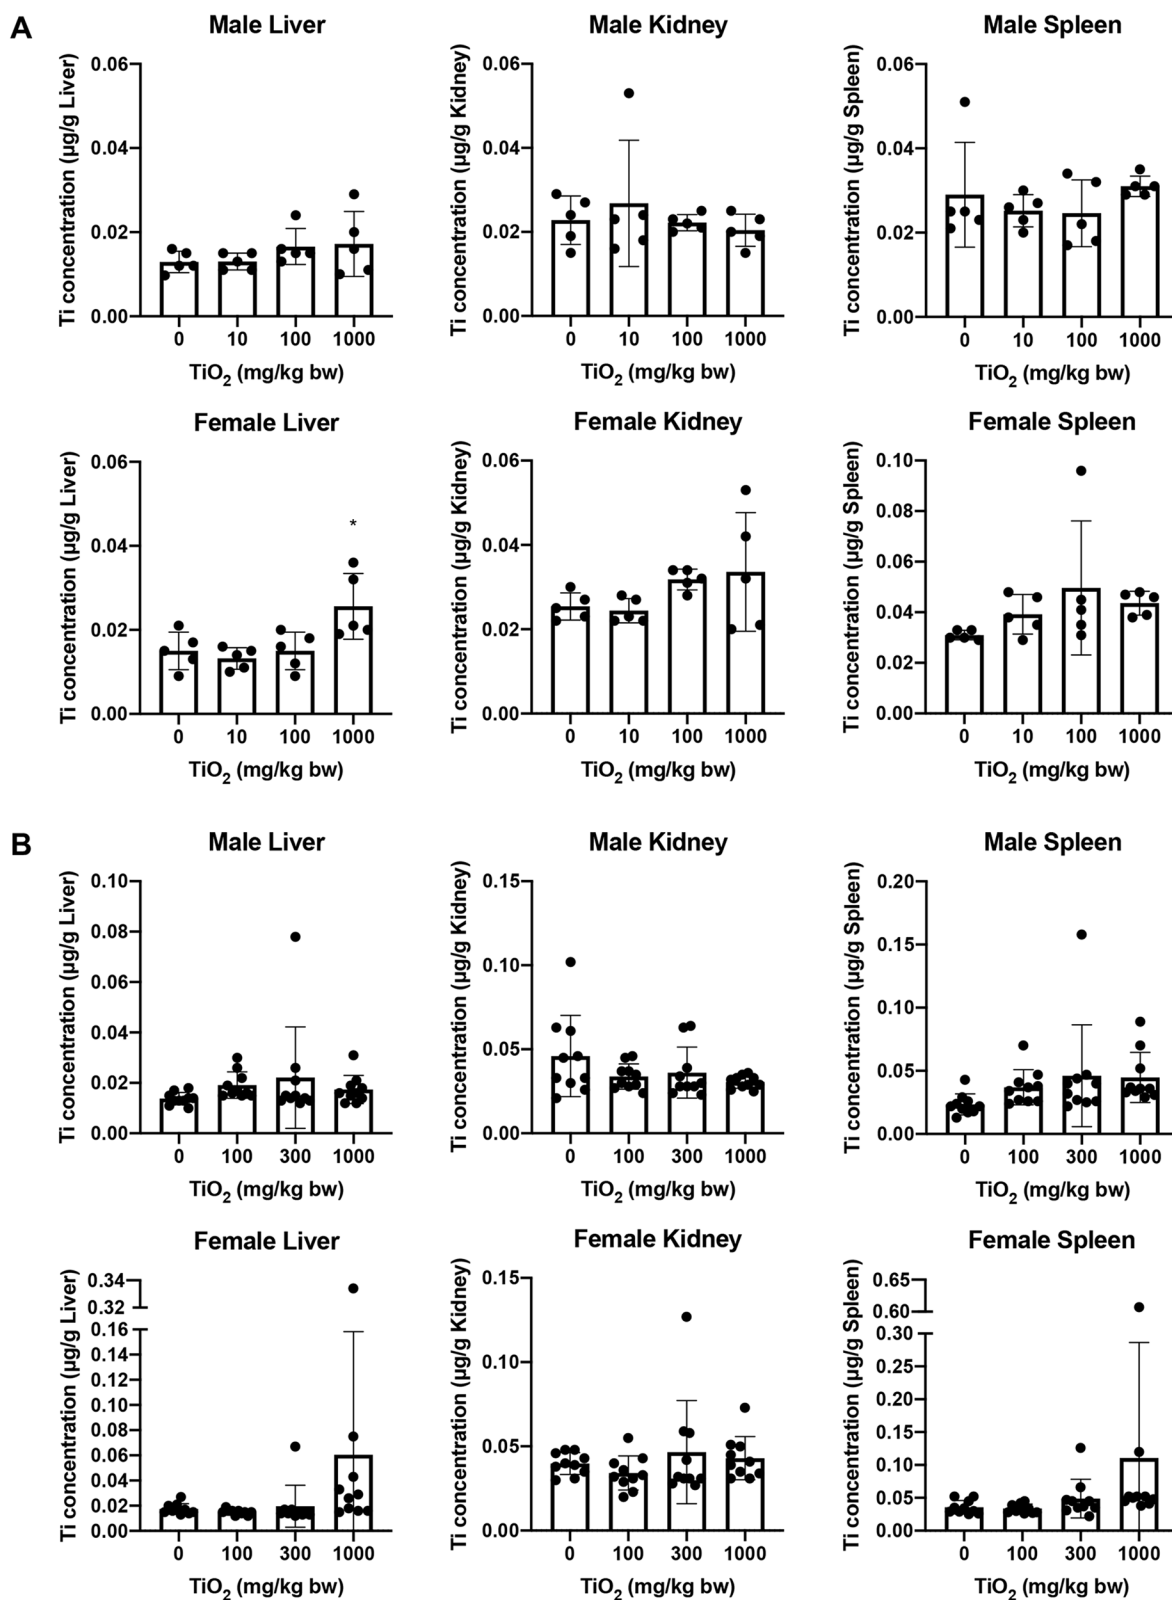 A
Male Liver
Ti concentration (µg/g Liver)
0.06
0.04
0.02
0.00
0 10 100 1000
TiO2 (mg/kg bw)
Male Kidney
Ti concentration (µg/g Kidney)
0.06
0.04
0.02
0.00
0 10 100 1000
TiO2 (mg/kg bw)
Male Spleen
Ti concentration (µg/g Spleen)
0.06
0.04
0.02
0.00
0 10 100 1000
TiO2 (mg/kg bw)
Female Liver
Ti concentration (µg/g Liver)
0.06
0.04
0.02
0.00
*
0 10 100 1000
TiO2 (mg/kg bw)
Female Kidney
Ti concentration (µg/g Kidney)
0.06
0.04
0.02
0.00
0 10 100 1000
TiO2 (mg/kg bw)
Female Spleen
Ti concentration (µg/g Spleen)
0.10
0.08
0.06
0.04
0.02
0.00
0 10 100 1000
TiO2 (mg/kg bw)
B
Male Liver
Ti concentration (µg/g Liver)
0.10
0.08
0.06
0.04
0.02
0.00
0 100 300 1000
TiO2 (mg/kg bw)
Male Kidney
Ti concentration (µg/g Kidney)
0.15
0.10
0.05
0.00
0 100 300 1000
TiO2 (mg/kg bw)
Male Spleen
Ti concentration (µg/g Spleen)
0.20
0.15
0.10
0.05
0.00
0 100 300 1000
TiO2 (mg/kg bw)
Female Liver
Ti concentration (µg/g Liver)
0.34
0.32
0.16
0.14
0.12
0.10
0.08
0.06
0.04
0.02
0.00
0 100 300 1000
TiO2 (mg/kg bw)
Female Kidney
Ti concentration (µg/g Kidney)
0.15
0.10
0.05
0.00
0 100 300 1000
TiO2 (mg/kg bw)
Female Spleen
Ti concentration (µg/g Spleen)
0.65
0.60
0.30
0.25
0.20
0.15
0.10
0.05
0.00
0 100 300 1000
TiO2 (mg/kg bw)